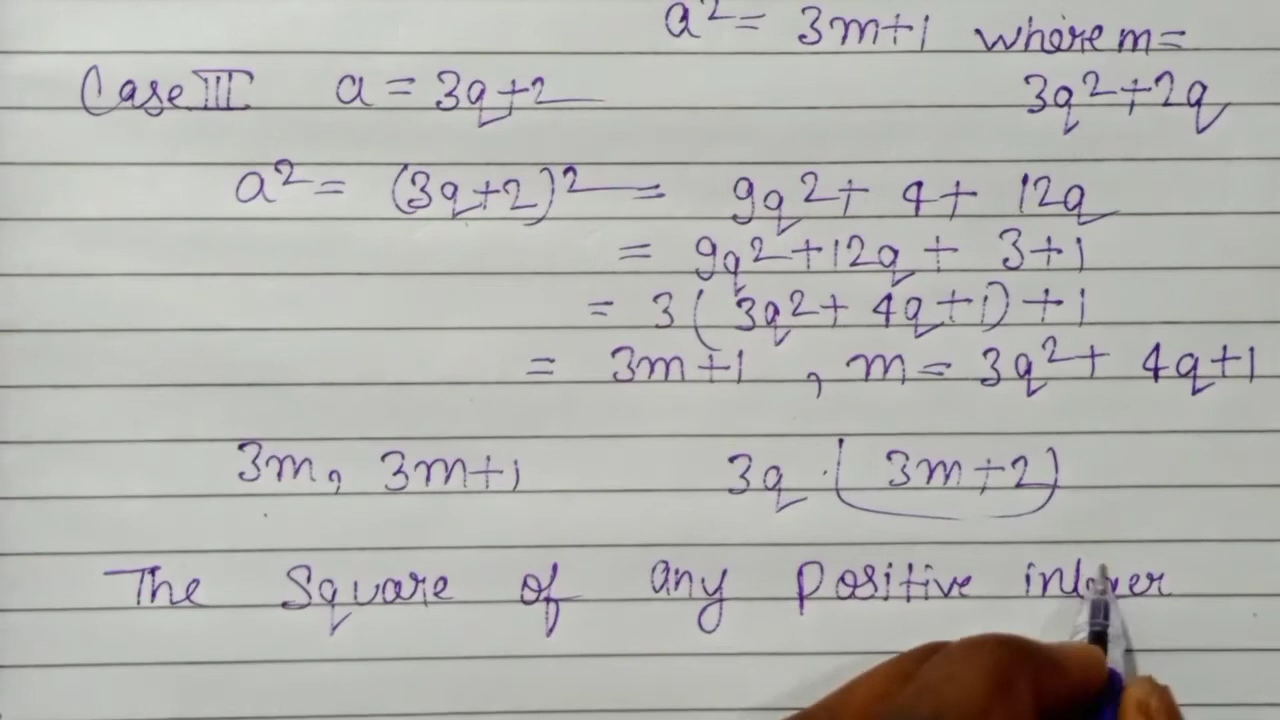 a² = 3m+1 where m =
Case III a = 3q+2 3q²+2q
a² = (3q+2)² = 9q²+ 4+ 12q
= 9q²+12q+ 3+1
= 3(3q²+ 4q+1)+1
= 3m+1 , m = 3q²+ 4q+1
3m, 3m+1 3q . (3m+2)
The Square of any Positive